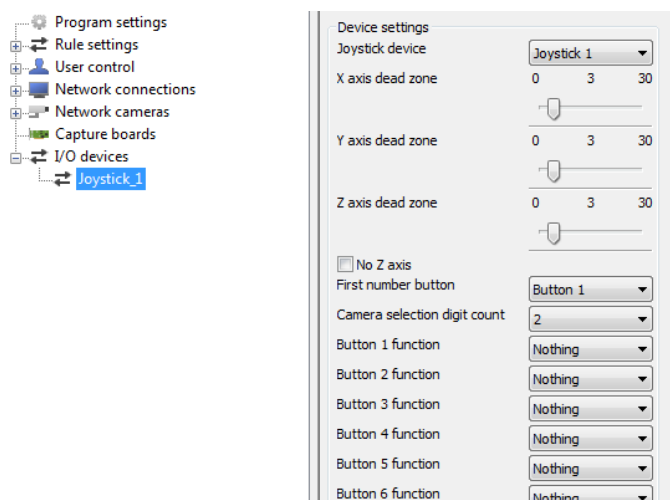 Program settings
Rule settings
User control
Network connections
Network cameras
Capture boards
I/O devices
Joystick_1
Device settings
Joystick device Joystick 1
X axis dead zone 0 3 30
Y axis dead zone 0 3 30
Z axis dead zone 0 3 30
No Z axis
First number button Button 1
Camera selection digit count 2
Button 1 function Nothing
Button 2 function Nothing
Button 3 function Nothing
Button 4 function Nothing
Button 5 function Nothing
Button 6 function Nothing